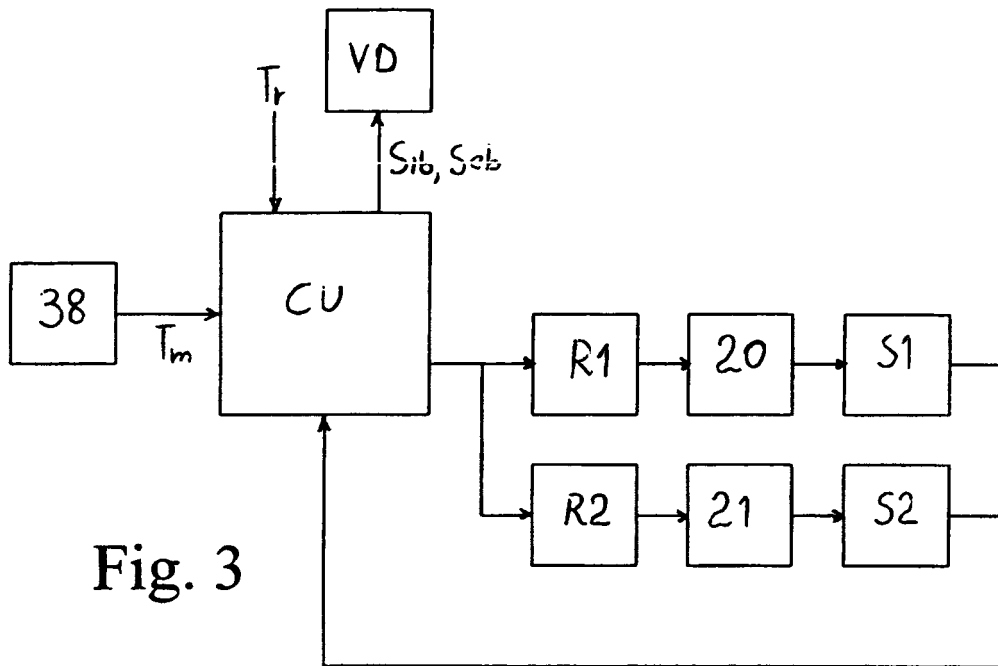 VD
Tr
Sib, Seb
38
Tm
CU
R1
20
S1
R2
21
S2
Fig. 3